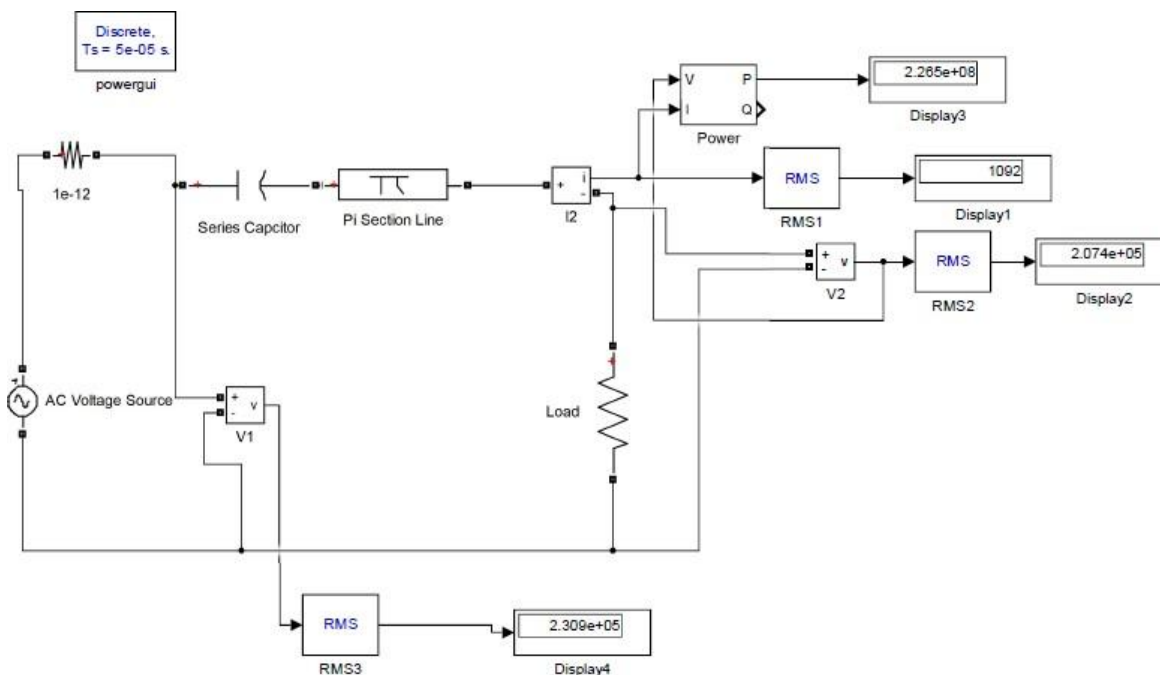 Discrete,
Ts = 5e-05 s.
powergui
V P
I Q
Power
2.265e+08
Display3
1e-12
Series Capcitor
Pi Section Line
+ i
-
I2
RMS
RMS1
1092
Display1
+ v
-
V2
RMS
RMS2
2.074e+05
Display2
AC Voltage Source
+ v
-
V1
Load
RMS
RMS3
2.309e+05
Display4